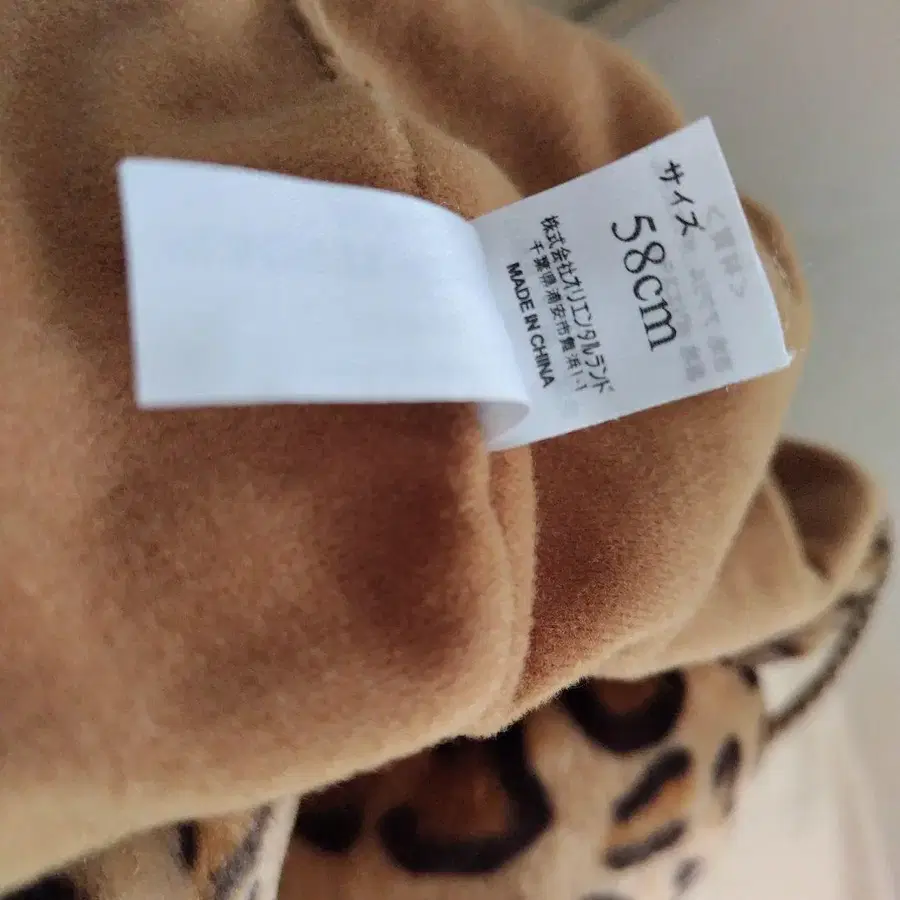 サイズ
58cm
株式会社オリエンタルランド
千葉県浦安市舞浜1-1
MADE IN CHINA